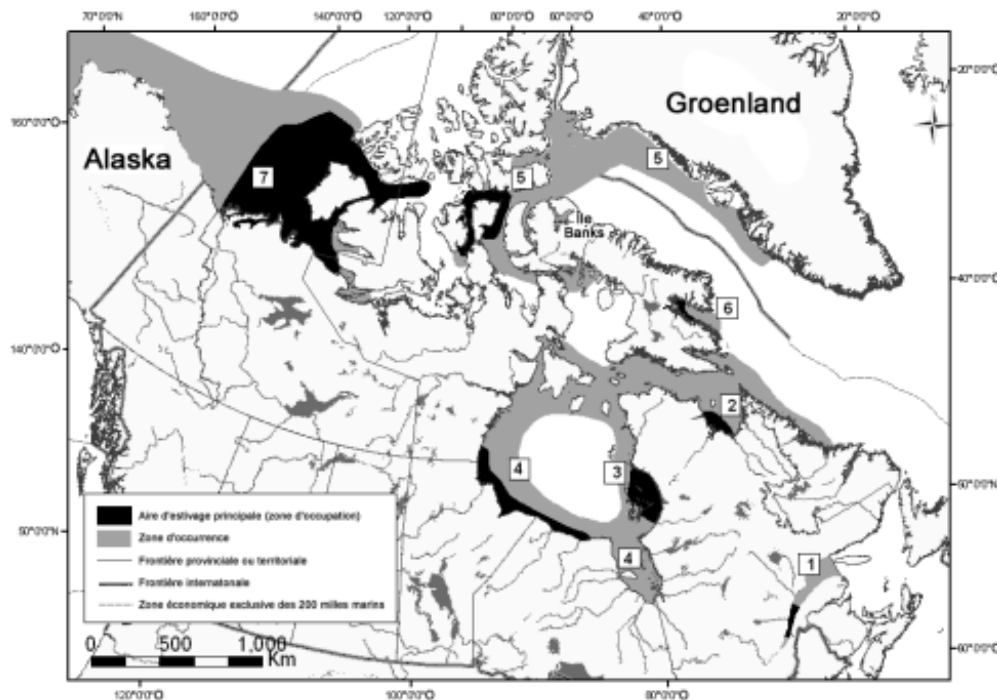 70°0'0"O 160°0'0"O 140°0'0"O 120°0'0"O 80°0'0"O 60°0'0"O 40°0'0"O 20°0'0"O
20°0'0"O
160°0'0"O
Groenland
Alaska
5
5
7
Île
Banks
40°0'0"O
6
140°0'0"O
2
4
3
50°0'0"N
4
1
Aire d'estivage principale (zone d'occupation)
Zone d'occurrence
Frontière provinciale ou territoriale
Frontière internatonale
Zone économique exclusive des 200 milles marins
0 500 1,000
Km
60°0'0"O
120°0'0"O 100°0'0"O 80°0'0"O